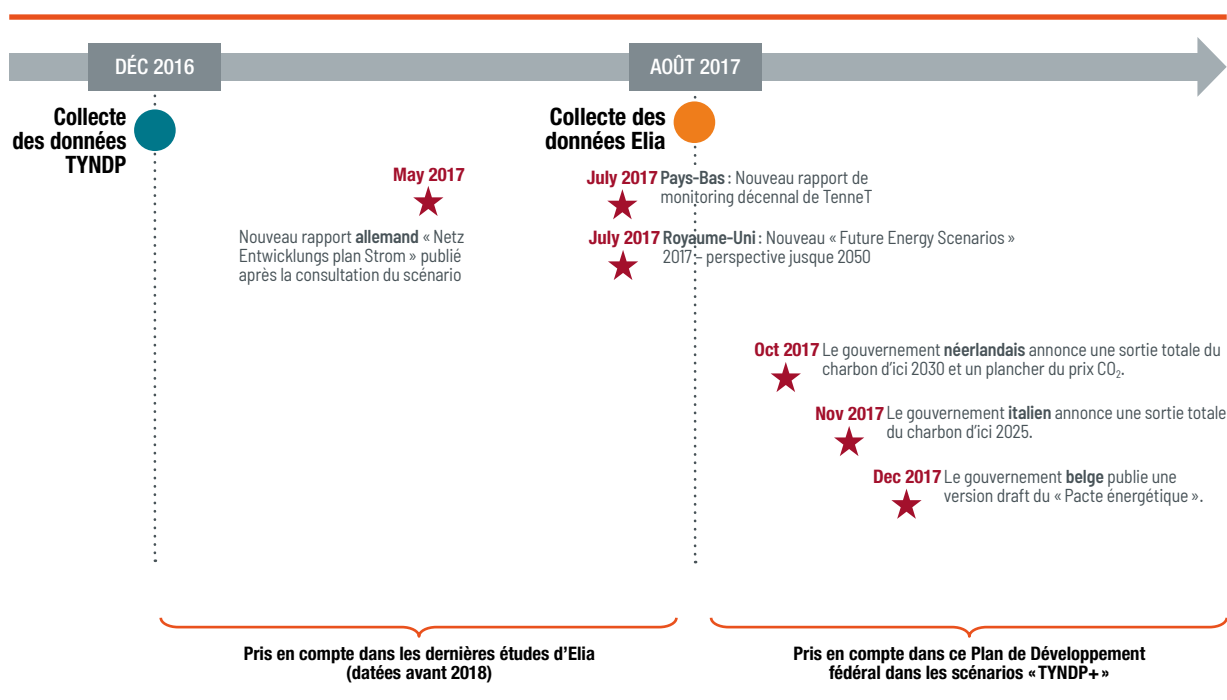 DÉC 2016
AOÛT 2017
Collecte
des données
TYNDP
Collecte des
données Elia
May 2017
Nouveau rapport allemand « Netz
Entwicklungs plan Strom » publié
après la consultation du scénario
July 2017 Pays-Bas : Nouveau rapport de
monitoring décennal de TenneT
July 2017 Royaume-Uni : Nouveau « Future Energy Scenarios »
2017 – perspective jusque 2050
Oct 2017 Le gouvernement néerlandais annonce une sortie totale du
charbon d’ici 2030 et un plancher du prix CO₂.
Nov 2017 Le gouvernement italien annonce une sortie totale
du charbon d’ici 2025.
Dec 2017 Le gouvernement belge publie une
version draft du « Pacte énergétique ».
Pris en compte dans les dernières études d’Elia
(datées avant 2018)
Pris en compte dans ce Plan de Développement
fédéral dans les scénarios « TYNDP+ »